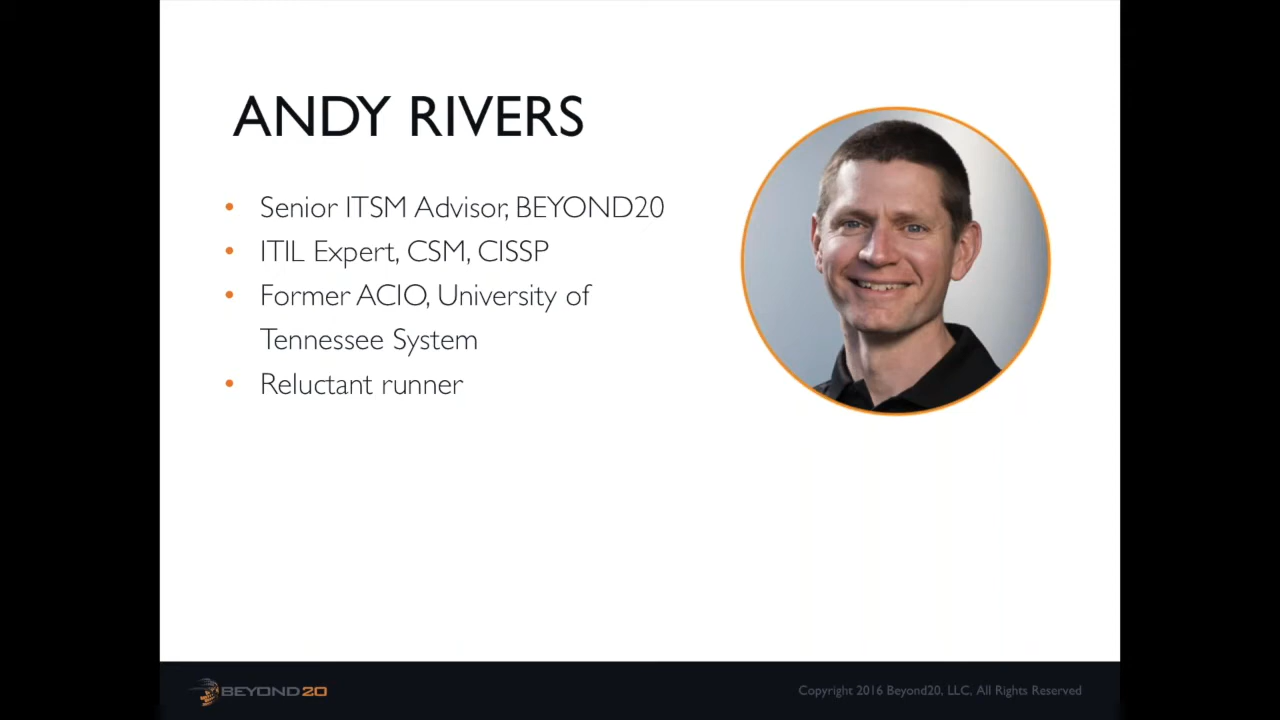 ANDY RIVERS
• Senior ITSM Advisor, BEYOND20
• ITIL Expert, CSM, CISSP
• Former ACIO, University of
Tennessee System
• Reluctant runner
BEYOND20
Copyright 2016 Beyond20, LLC, All Rights Reserved